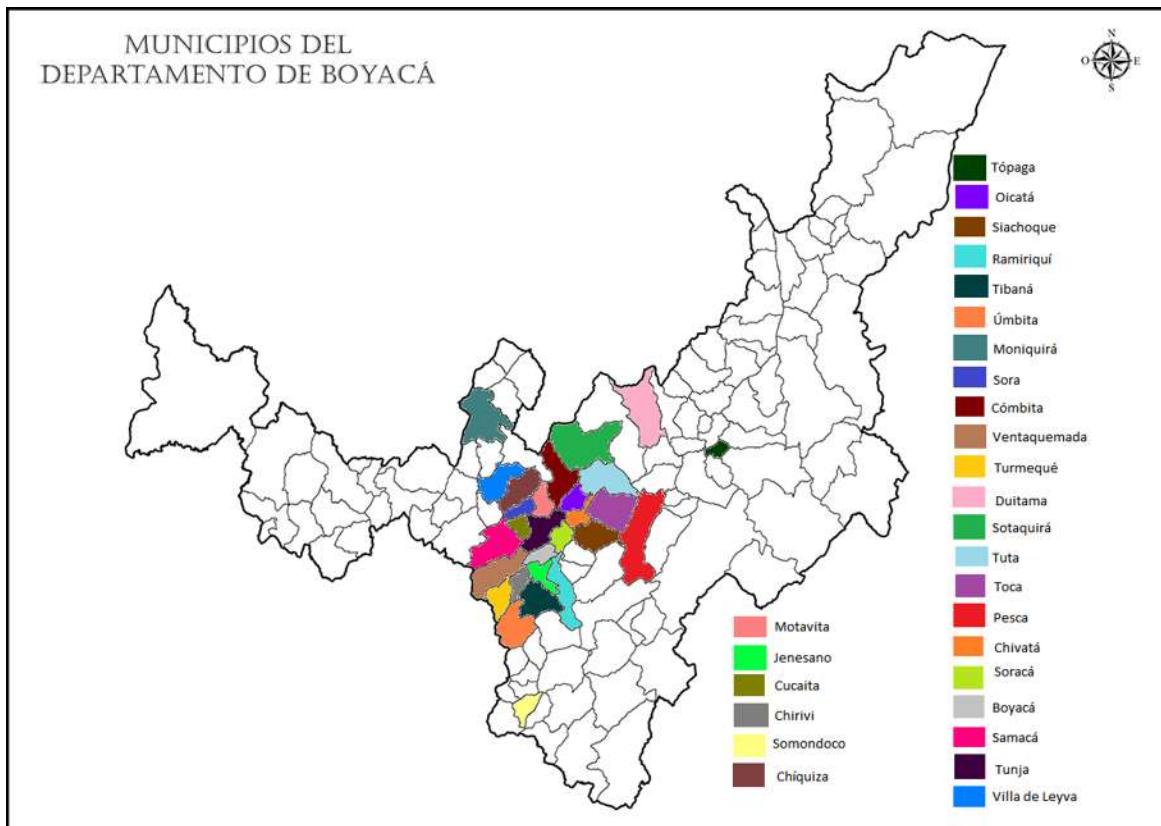 MUNICIPIOS DEL
DEPARTAMENTO DE BOYACÁ
N
O
E
S
Tópaga
Oicatá
Siachoque
Ramiriquí
Tibaná
Úmbita
Moniquirá
Sora
Cómbita
Ventaquemada
Turmequé
Duitama
Sotaquirá
Tuta
Toca
Pesca
Chivatá
Soracá
Boyacá
Samacá
Tunja
Villa de Leyva
Motavita
Jenesano
Cucaita
Chirivi
Somondoco
Chíquiza